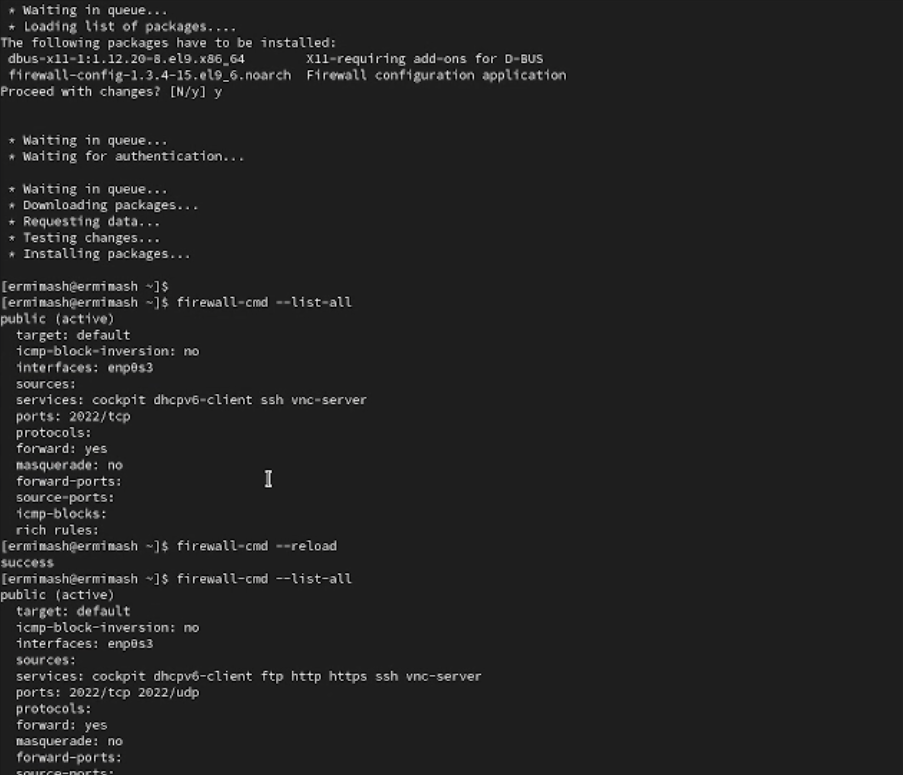 * Waiting in queue...
* Loading list of packages....
The following packages have to be installed:
dbus-x11-1:1.12.20-8.el9.x86_64        X11-requiring add-ons for D-BUS
firewall-config-1.3.4-15.el9_6.noarch  Firewall configuration application
Proceed with changes? [N/y] y
* Waiting in queue...
* Waiting for authentication...
* Waiting in queue...
* Downloading packages...
* Requesting data...
* Testing changes...
* Installing packages...
[ermimash@ermimash ~]$
[ermimash@ermimash ~]$ firewall-cmd --list-all
public (active)
  target: default
  icmp-block-inversion: no
  interfaces: enp0s3
  sources:
  services: cockpit dhcpv6-client ssh vnc-server
  ports: 2022/tcp
  protocols:
  forward: yes
  masquerade: no
  forward-ports:
  source-ports:
  icmp-blocks:
  rich rules:
[ermimash@ermimash ~]$ firewall-cmd --reload
success
[ermimash@ermimash ~]$ firewall-cmd --list-all
public (active)
  target: default
  icmp-block-inversion: no
  interfaces: enp0s3
  sources:
  services: cockpit dhcpv6-client ftp http https ssh vnc-server
  ports: 2022/tcp 2022/udp
  protocols:
  forward: yes
  masquerade: no
  forward-ports:
  source-ports: